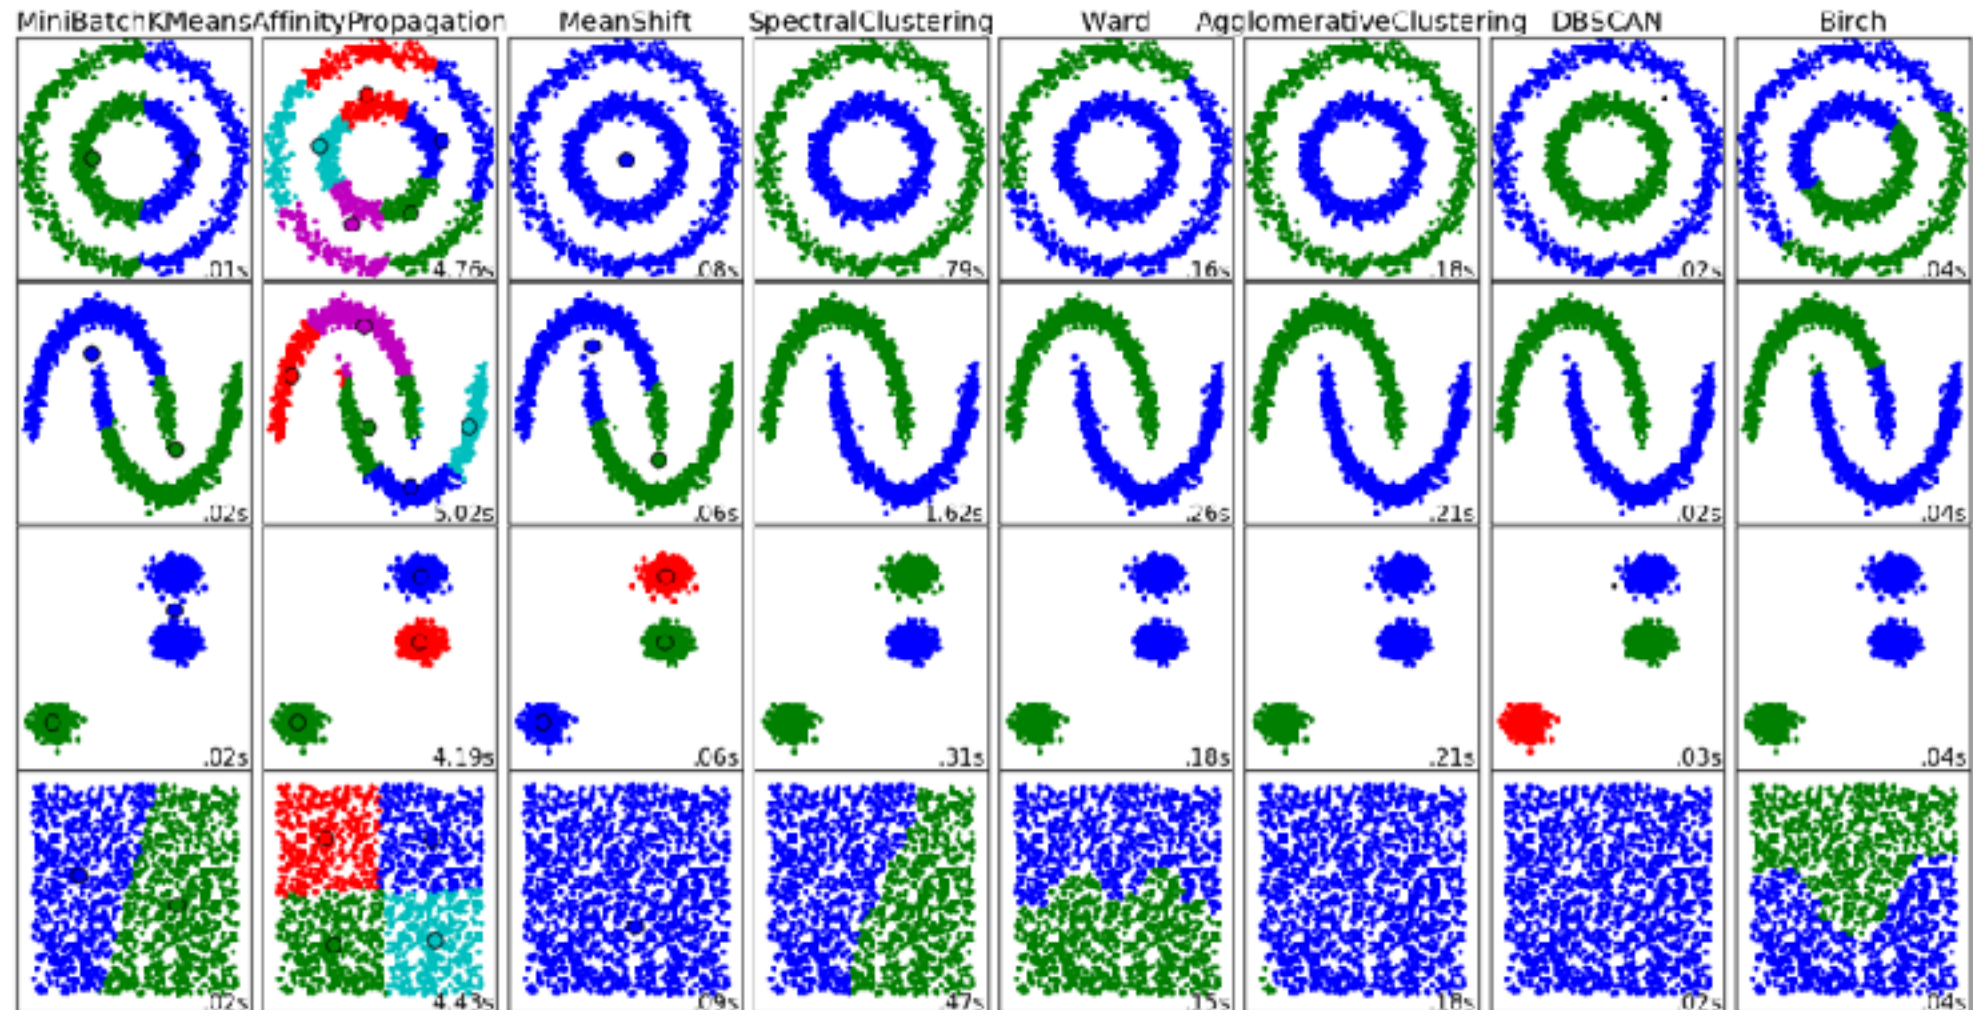 MiniBatchKMeans AffinityPropagation MeanShift SpectralClustering Ward AgglomerativeClustering DBSCAN Birch
.01s 4.76s .08s .79s .16s .18s .02s .04s
.02s 5.02s .06s 1.62s .26s .21s .02s .04s
.02s 4.19s .06s .31s .18s .21s .03s .04s
.02s 4.43s .09s .47s .15s .18s .02s .04s